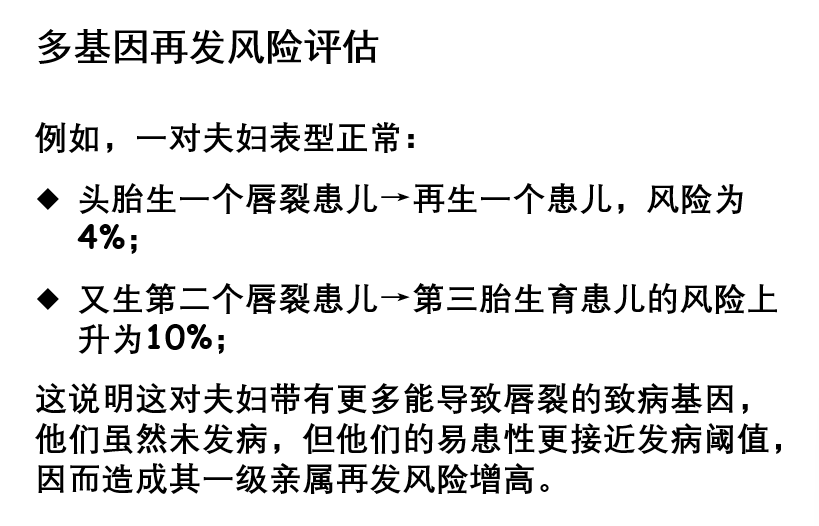 多基因再发风险评估
例如，一对夫妇表型正常：
◆ 头胎生一个唇裂患儿→再生一个患儿，风险为
4%；
◆ 又生第二个唇裂患儿→第三胎生育患儿的风险上
升为10%；
这说明这对夫妇带有更多能导致唇裂的致病基因，
他们虽然未发病，但他们的易患性更接近发病阈值，
因而造成其一级亲属再发风险增高。